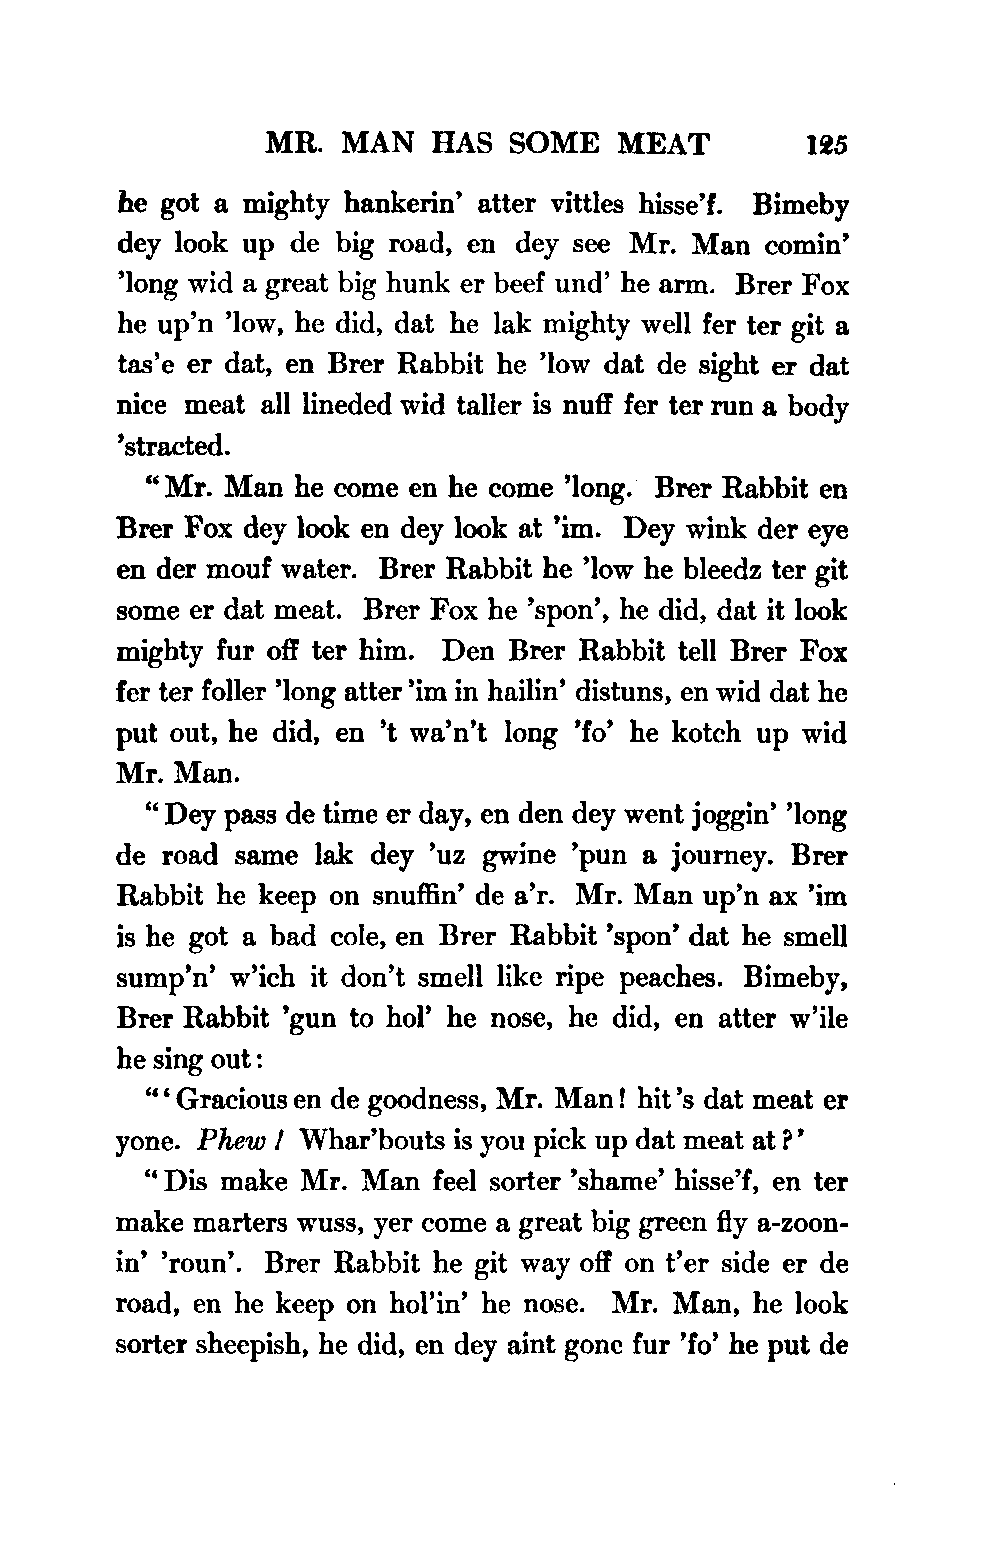 MR. MAN HAS SOME MEAT 125
he got a mighty hankerin' atter vittles hisse'f. Bimeby
dey look up de big road, en dey see Mr. Man comin'
'long wid a great big hunk er beef und' he arm. Brer Fox
he up'n 'low, he did, dat he lak mighty well fer ter git a
tas'e er dat, en Brer Rabbit he 'low dat de sight er dat
nice meat all lineded wid taller is nuff fer ter run a body
'stracted.
"Mr. Man he come en he come 'long. Brer Rabbit en
Brer Fox dey look en dey look at 'im. Dey wink der eye
en der mouf water. Brer Rabbit he 'low he bleedz ter git
some er dat meat. Brer Fox he 'spon', he did, dat it look
mighty fur off ter him. Den Brer Rabbit tell Brer Fox
fer ter foller 'long atter 'im in hailin' distuns, en wid dat he
put out, he did, en 't wa'n't long 'fo' he kotch up wid
Mr. Man.
"Dey pass de time er day, en den dey went joggin' 'long
de road same lak dey 'uz gwine 'pun a journey. Brer
Rabbit he keep on snuffin' de a'r. Mr. Man up'n ax 'im
is he got a bad cole, en Brer Rabbit 'spon' dat he smell
sump'n' w'ich it don't smell like ripe peaches. Bimeby,
Brer Rabbit 'gun to hol' he nose, he did, en atter w'ile
he sing out:
"'Gracious en de goodness, Mr. Man! hit's dat meat er
yone. Phew! Whar'bouts is you pick up dat meat at?'
"Dis make Mr. Man feel sorter 'shame' hisse'f, en ter
make marters wuss, yer come a great big green fly a-zoon-
in' 'roun'. Brer Rabbit he git way off on t'er side er de
road, en he keep on hol'in' he nose. Mr. Man, he look
sorter sheepish, he did, en dey aint gone fur 'fo' he put de